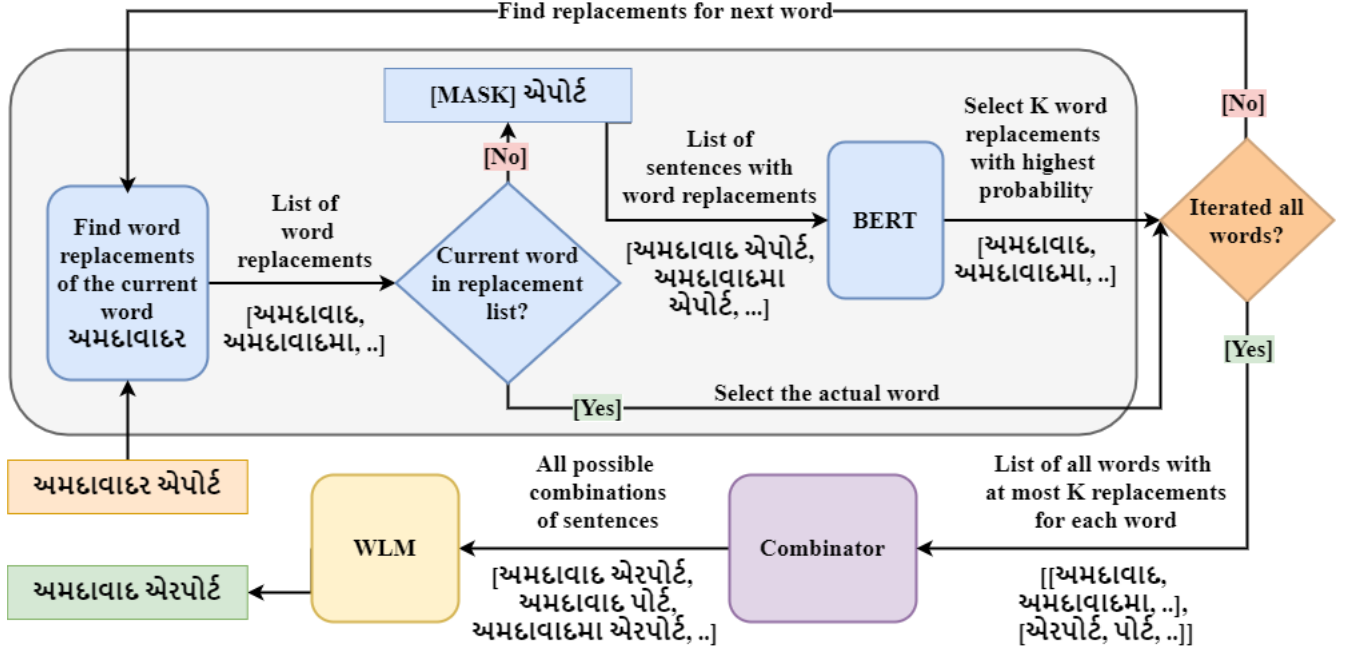 Find replacements for next word
[MASK] એપોર્ટ
[No]
[No]
Select K word
replacements
with highest
probability
List of
sentences with
word replacements
Find word
replacements
of the current
word
અમદાવાદર
List of
word
replacements
Current word
in replacement
list?
BERT
Iterated all
words?
[અમદાવાદ,
અમદાવાદમા, ..]
[અમદાવાદ એપોર્ટ,
અમદાવાદમા
એપોર્ટ, ...]
[અમદાવાદ,
અમદાવાદમા, ..]
[Yes]
[Yes]
Select the actual word
અમદાવાદર એપોર્ટ
All possible
combinations
of sentences
List of all words with
at most K replacements
for each word
WLM
Combinator
અમદાવાદ એરપોર્ટ
[અમદાવાદ એરપોર્ટ,
અમદાવાદ પોર્ટ,
અમદાવાદમા એરપોર્ટ, ..]
[[અમદાવાદ,
અમદાવાદમા, ..],
[એરપોર્ટ, પોર્ટ, ..]]